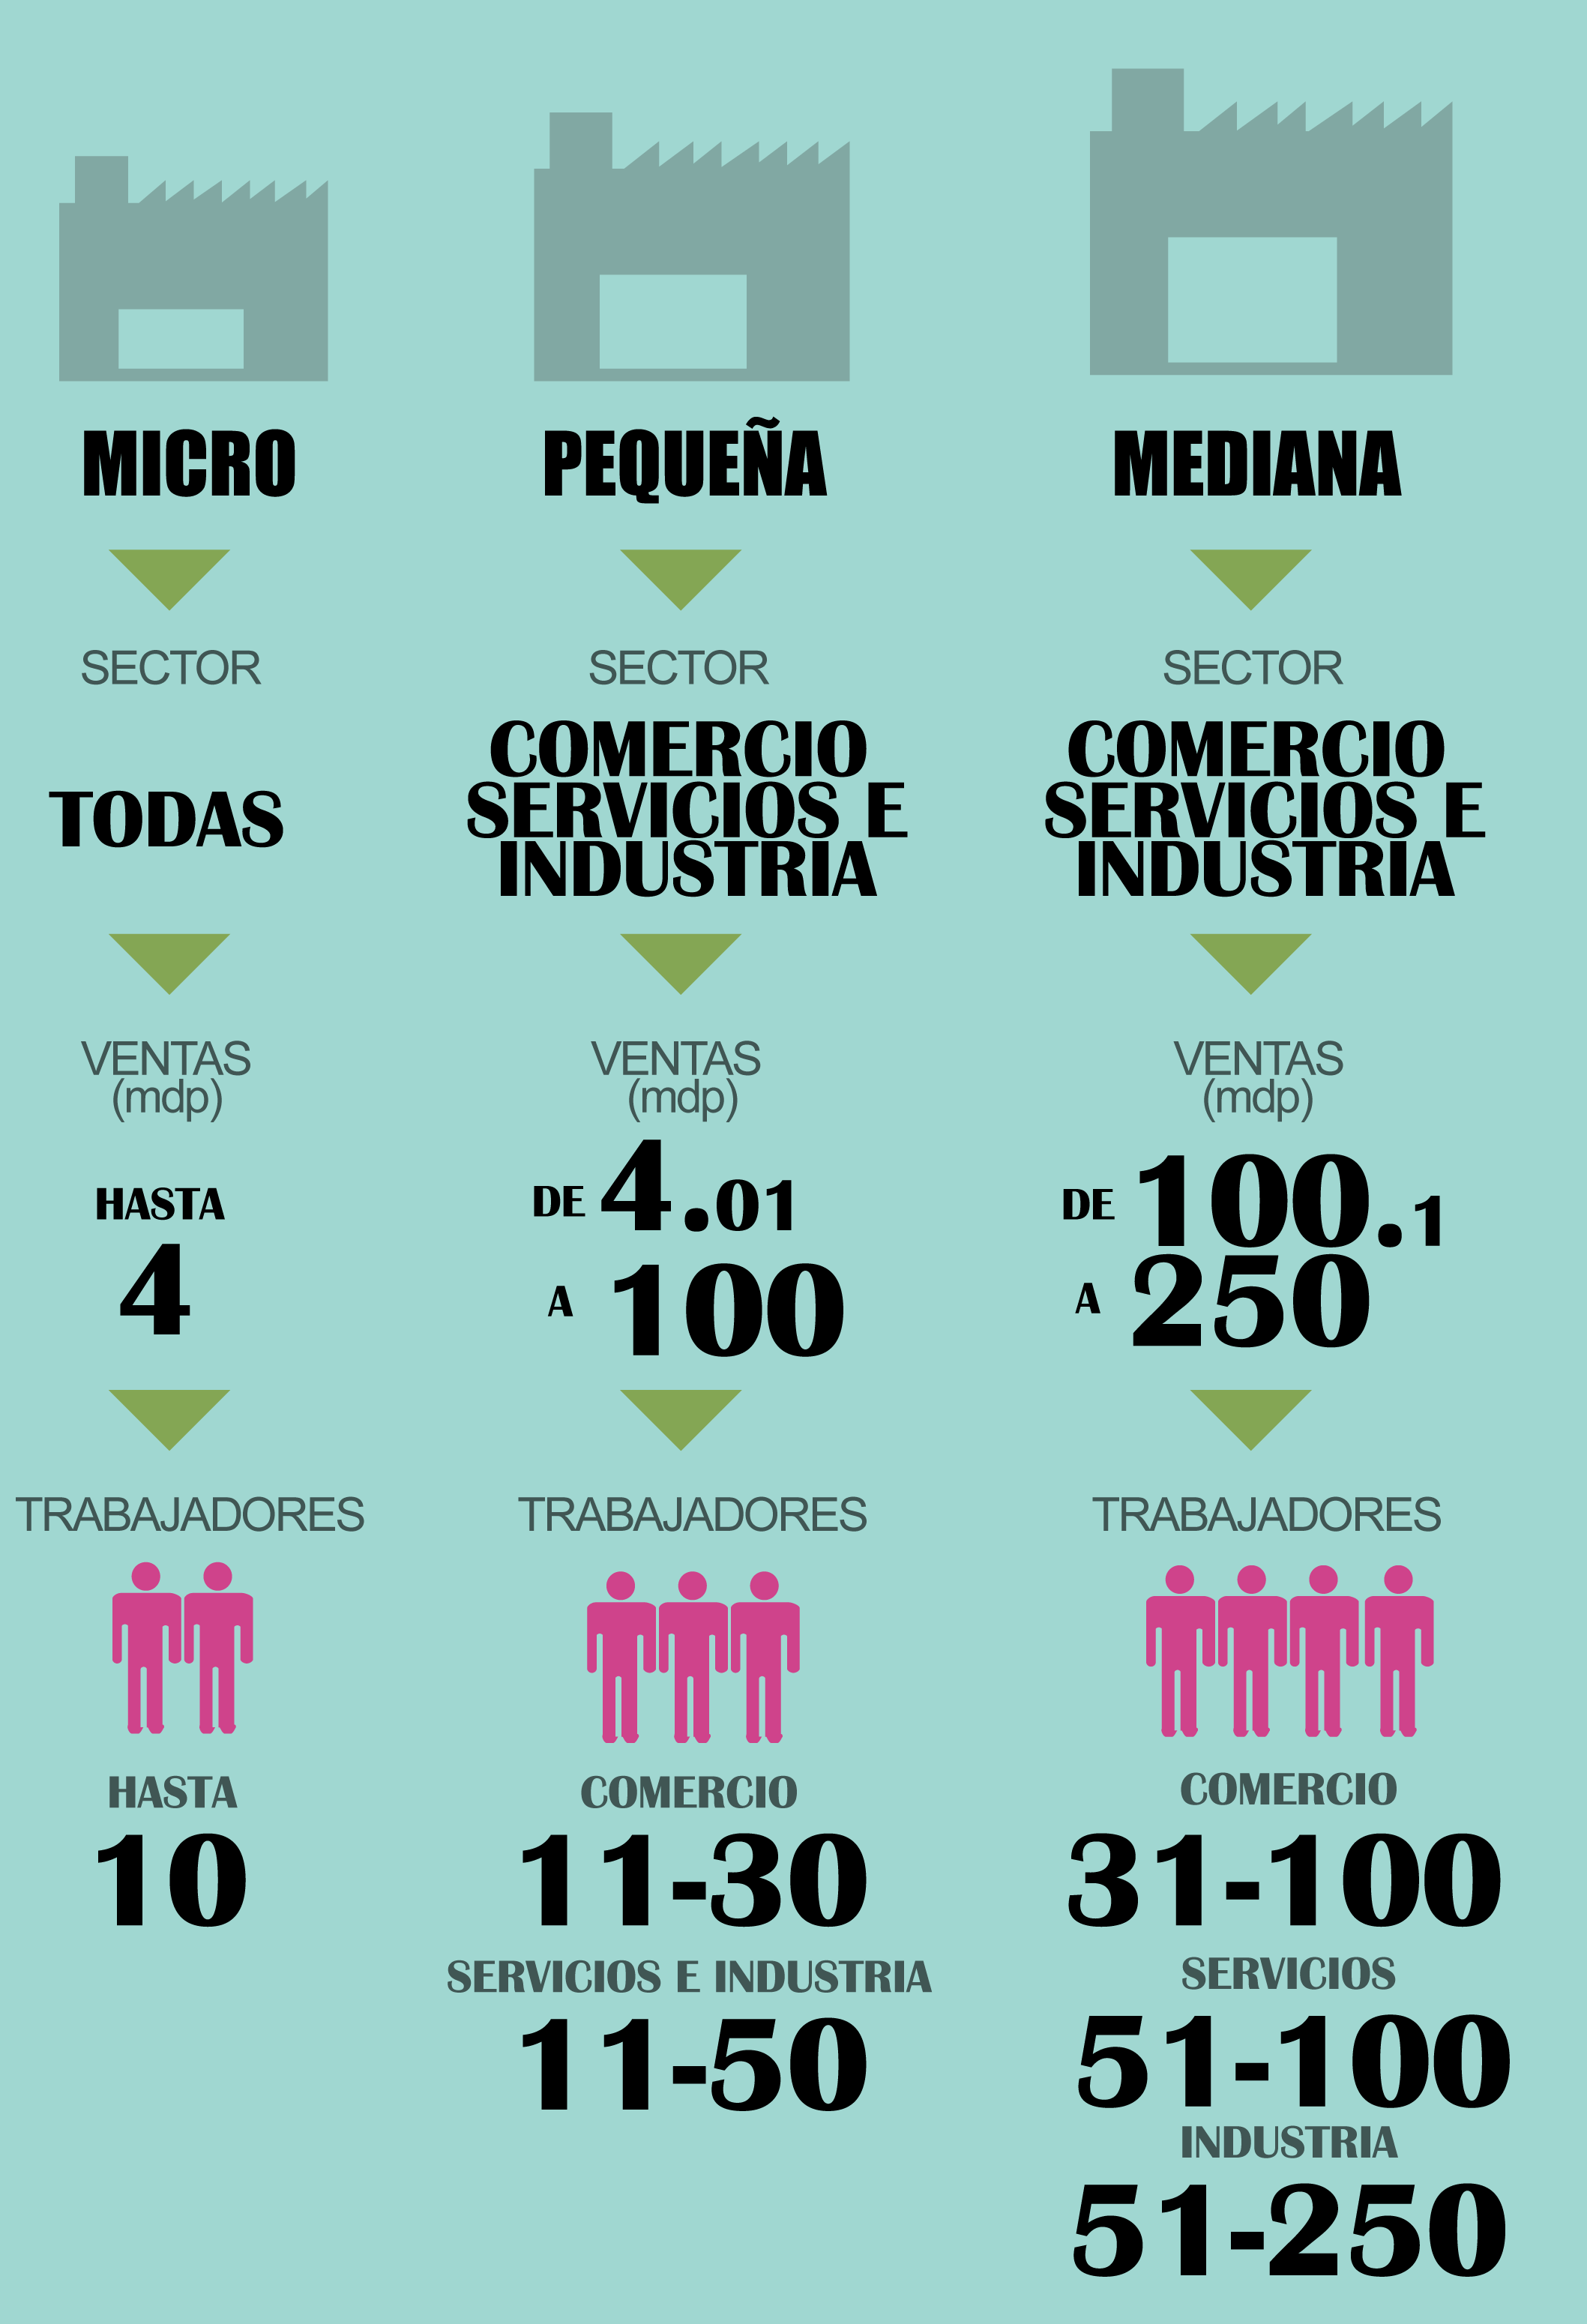 MICRO
SECTOR
TODAS
VENTAS
(mdp)
HASTA
4
TRABAJADORES
HASTA
10
PEQUEÑA
SECTOR
COMERCIO
SERVICIOS E
INDUSTRIA
VENTAS
(mdp)
DE 4.01
A 100
TRABAJADORES
COMERCIO
11-30
SERVICIOS E INDUSTRIA
11-50
MEDIANA
SECTOR
COMERCIO
SERVICIOS E
INDUSTRIA
VENTAS
(mdp)
DE 100.1
A 250
TRABAJADORES
COMERCIO
31-100
SERVICIOS
51-100
INDUSTRIA
51-250